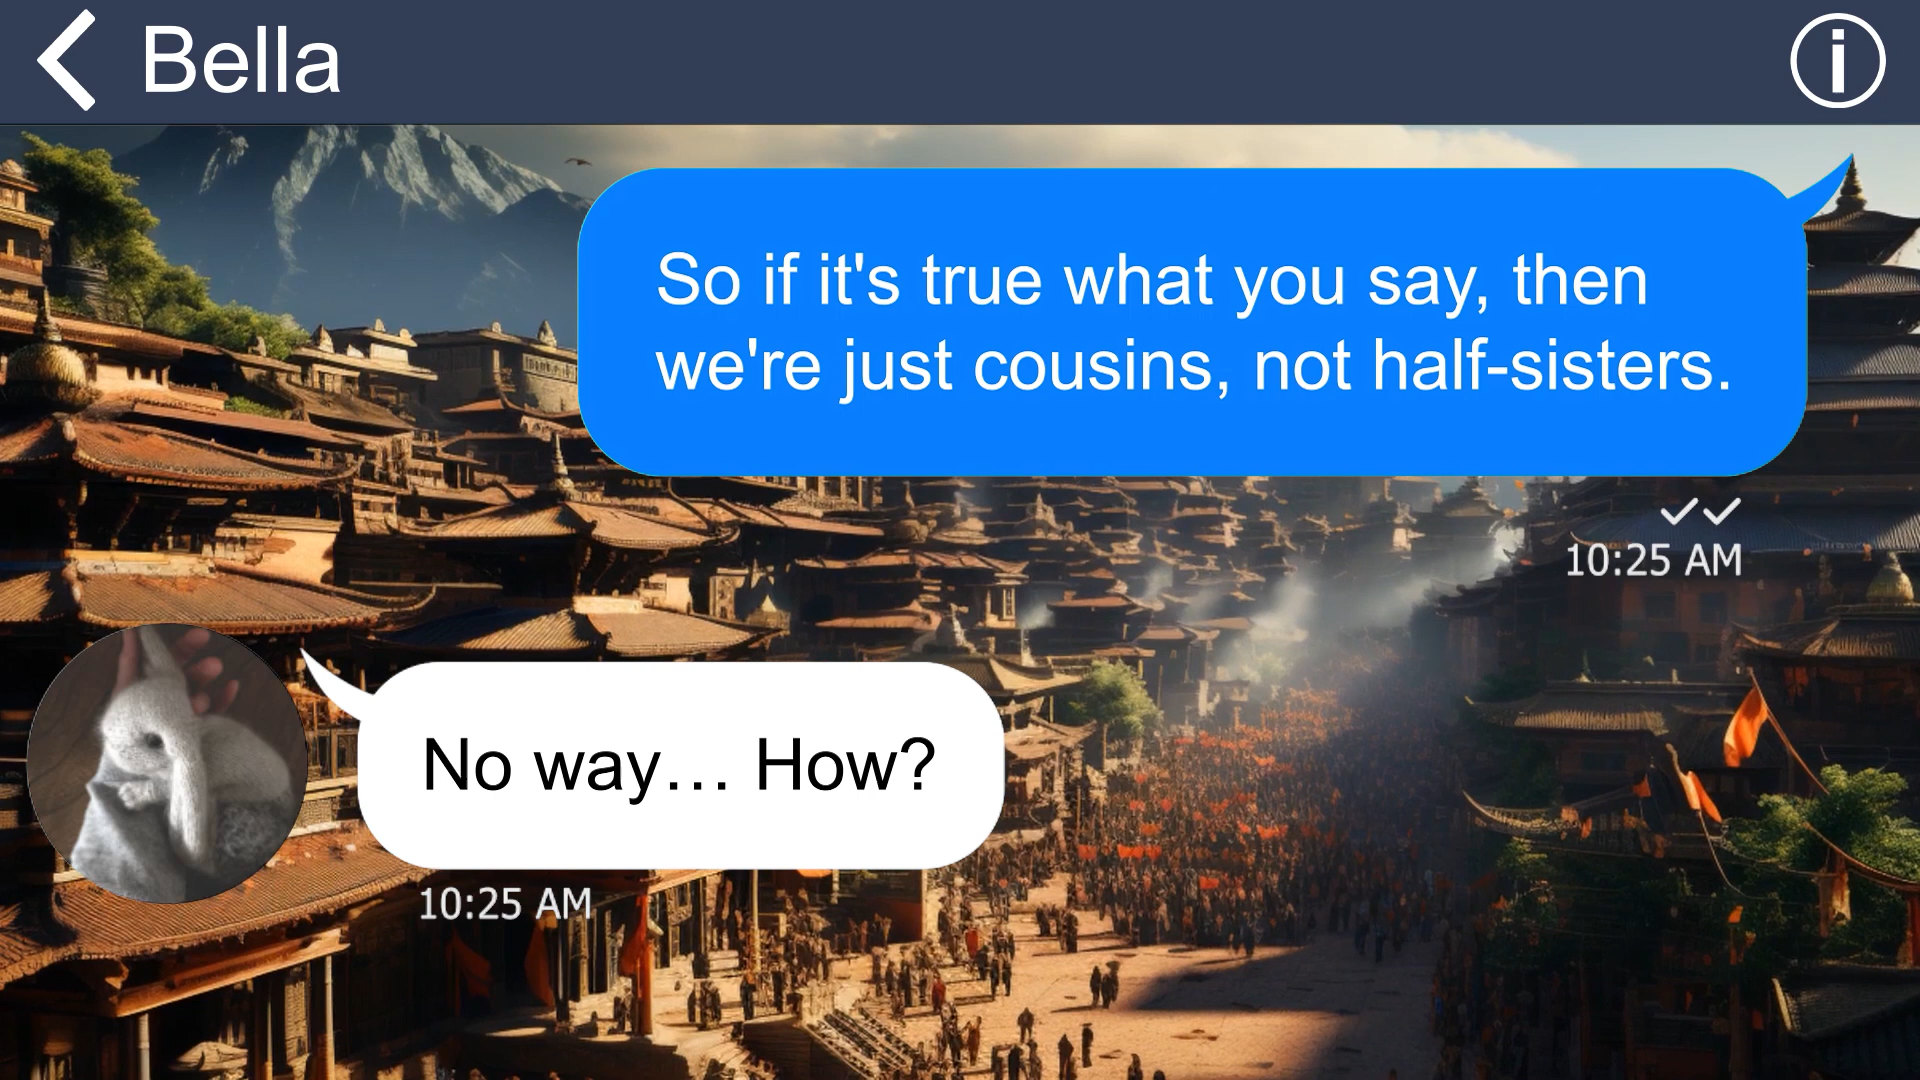 Bella
So if it's true what you say, then
we're just cousins, not half-sisters.
10:25 AM
No way… How?
10:25 AM